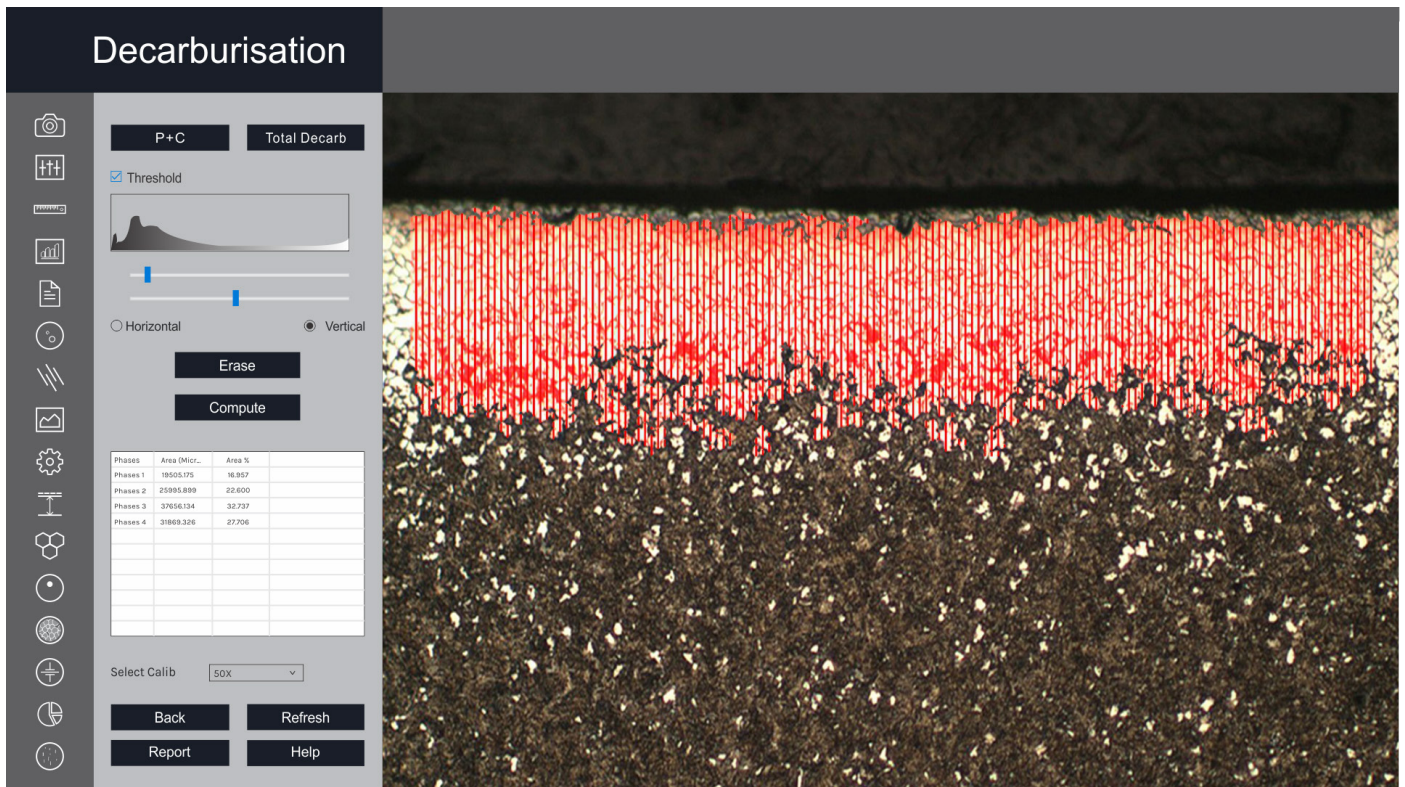 Decarburisation
P+C Total Decarb
Threshold
Horizontal Vertical
Erase
Compute
Phases Area (Micr... Area %
Phases 1 19505.175 16.957
Phases 2 25995.899 22.600
Phases 3 37656.134 32.737
Phases 4 31869.326 27.706
Select Calib 50X
Back Refresh
Report Help